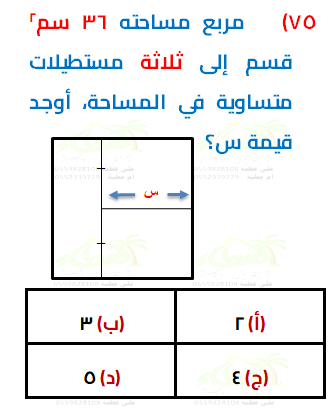 ٧٥) مربع مساحته ٣٦ سم٢
قسم إلى ثلاثة مستطيلات
متساوية في المساحة، أوجد
قيمة س؟
س
(أ) ٢
(ب) ٣
(ج) ٤
(د) ٥